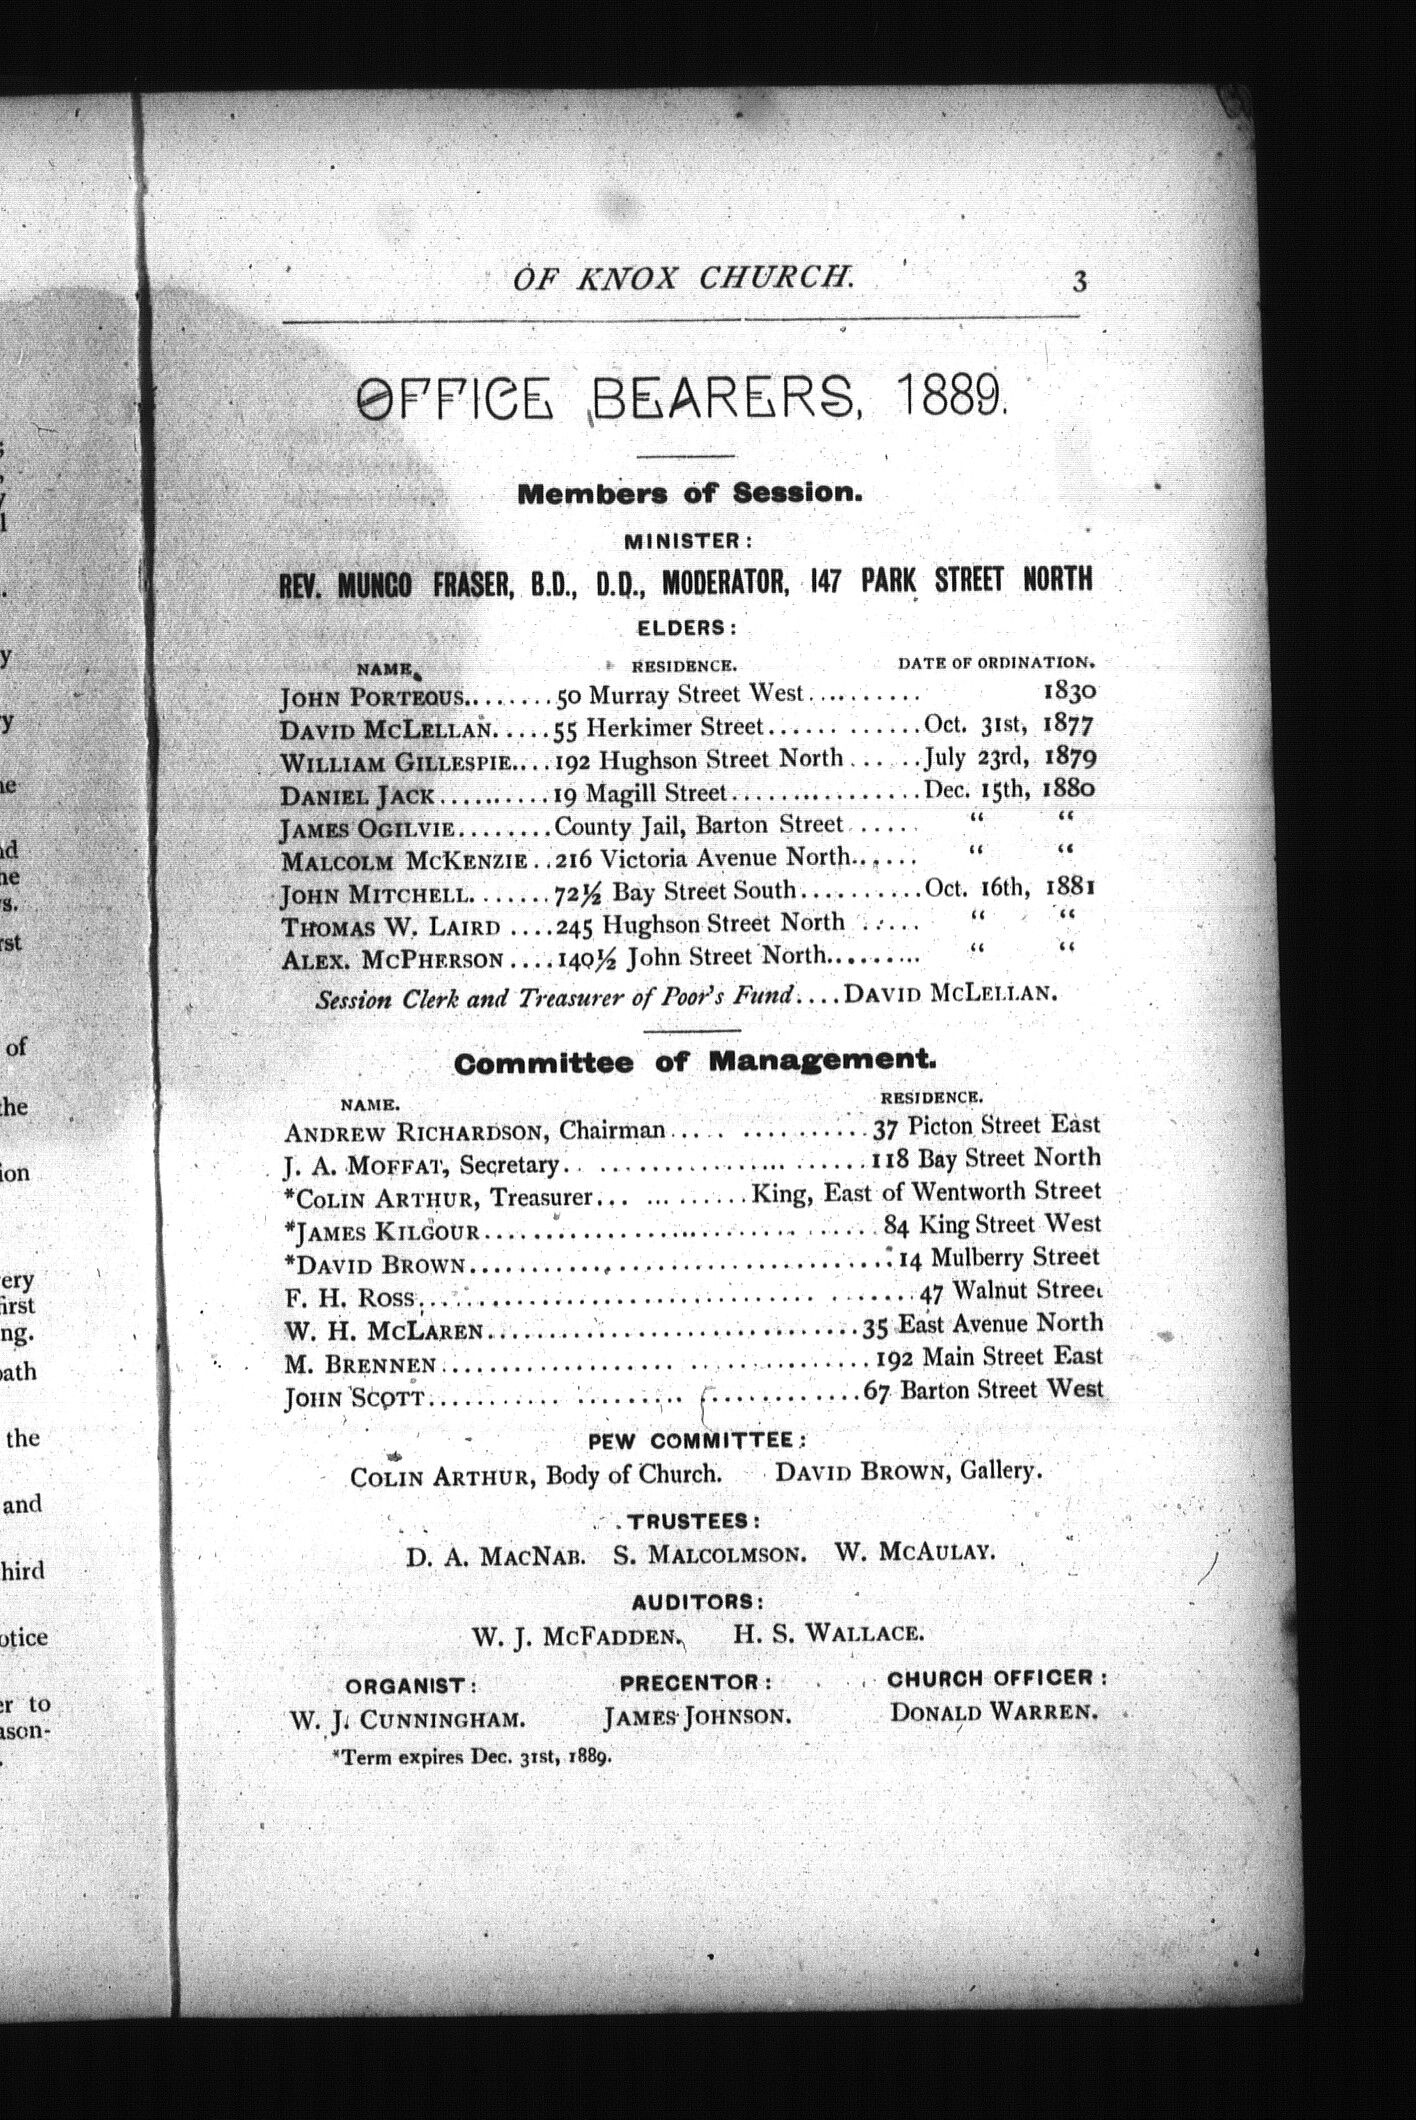 OF KNOX CHURCH. 3
OFFICE BEARERS, 1889.
Members of Session.
MINISTER:
REV. MUNGO FRASER, B.D., D.D., MODERATOR, 147 PARK STREET NORTH
ELDERS:
NAME. RESIDENCE. DATE OF ORDINATION.
JOHN PORTEOUS.........50 Murray Street West.......... 1830
DAVID MCLELLAN.....55 Herkimer Street............Oct. 31st, 1877
WILLIAM GILLESPIE....192 Hughson Street North......July 23rd, 1879
DANIEL JACK..........19 Magill Street................Dec. 15th, 1880
JAMES OGILVIE........County Jail, Barton Street...... “ “
MALCOLM MCKENZIE..216 Victoria Avenue North...... “ “
JOHN MITCHELL.......72½ Bay Street South..........Oct. 16th, 1881
THOMAS W. LAIRD ....245 Hughson Street North ..... “ “
ALEX. MCPHERSON....140½ John Street North......... “ “
Session Clerk and Treasurer of Poor's Fund....DAVID MCLELLAN.
Committee of Management.
NAME. RESIDENCE.
ANDREW RICHARDSON, Chairman...............37 Picton Street East
J. A. MOFFAT, Secretary.........................118 Bay Street North
*COLIN ARTHUR, Treasurer............King, East of Wentworth Street
*JAMES KILGOUR..............................84 King Street West
*DAVID BROWN..................................14 Mulberry Street
F. H. ROSS....................................47 Walnut Street
W. H. MCLAREN..............................35 East Avenue North
M. BRENNEN..................................192 Main Street East
JOHN SCOTT..................................67 Barton Street West
PEW COMMITTEE:
COLIN ARTHUR, Body of Church. DAVID BROWN, Gallery.
TRUSTEES:
D. A. MACNAB. S. MALCOLMSON. W. MCAULAY.
AUDITORS:
W. J. MCFADDEN. H. S. WALLACE.
ORGANIST: PRECENTOR: CHURCH OFFICER:
W. J. CUNNINGHAM. JAMES JOHNSON. DONALD WARREN.
*Term expires Dec. 31st, 1889.